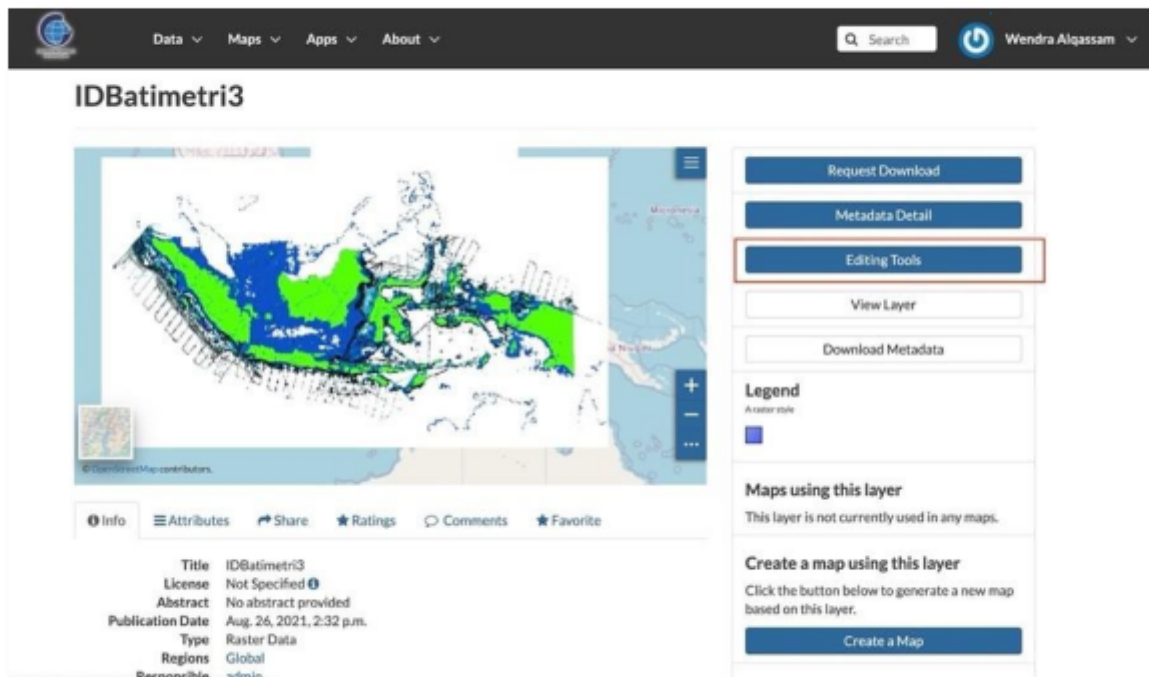 Data Maps Apps About Search Wendra Alqassam
IDBatimetri3
Micronesia
© OpenStreetMap contributors.
Info Attributes Share Ratings Comments Favorite
Title IDBatimetri3
License Not Specified
Abstract No abstract provided
Publication Date Aug. 26, 2021, 2:32 p.m.
Type Raster Data
Regions Global
Responsible admin
Request Download
Metadata Detail
Editing Tools
View Layer
Download Metadata
Legend
A raster style
Maps using this layer
This layer is not currently used in any maps.
Create a map using this layer
Click the button below to generate a new map
based on this layer.
Create a Map